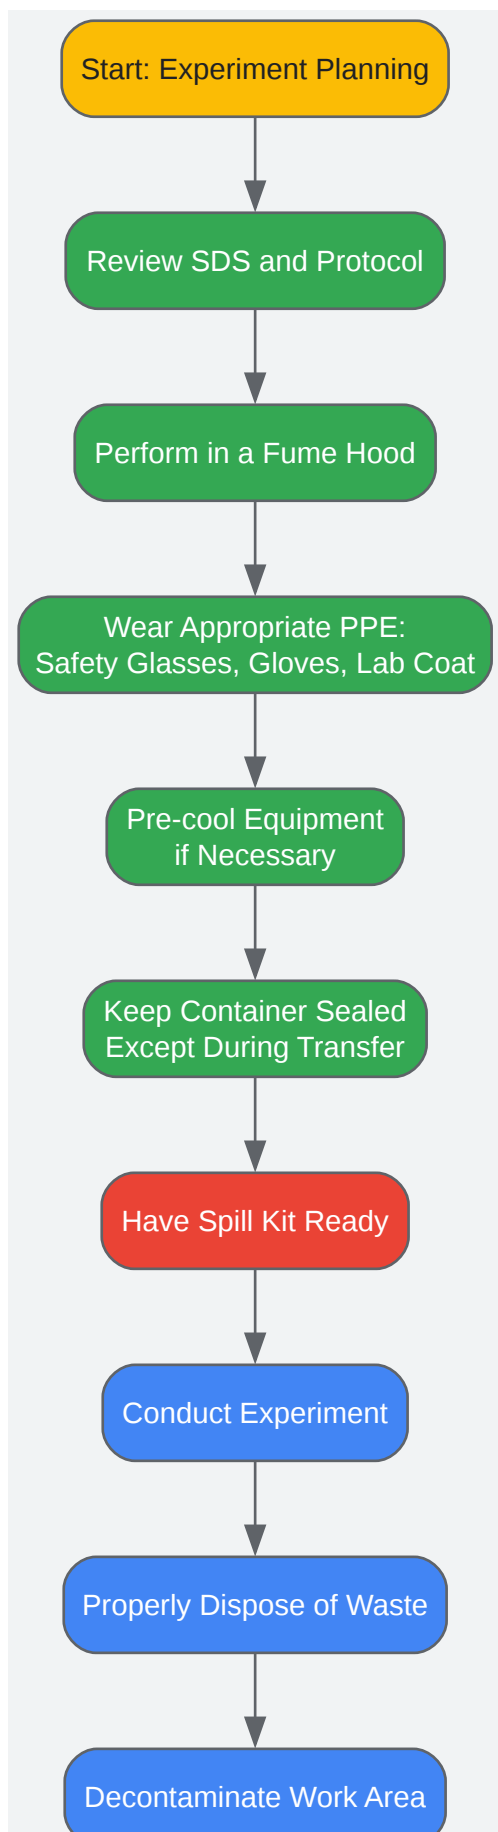 Start: Experiment Planning
Review SDS and Protocol
Perform in a Fume Hood
Wear Appropriate PPE:
Safety Glasses, Gloves, Lab Coat
Pre-cool Equipment
if Necessary
Keep Container Sealed
Except During Transfer
Have Spill Kit Ready
Conduct Experiment
Properly Dispose of Waste
Decontaminate Work Area